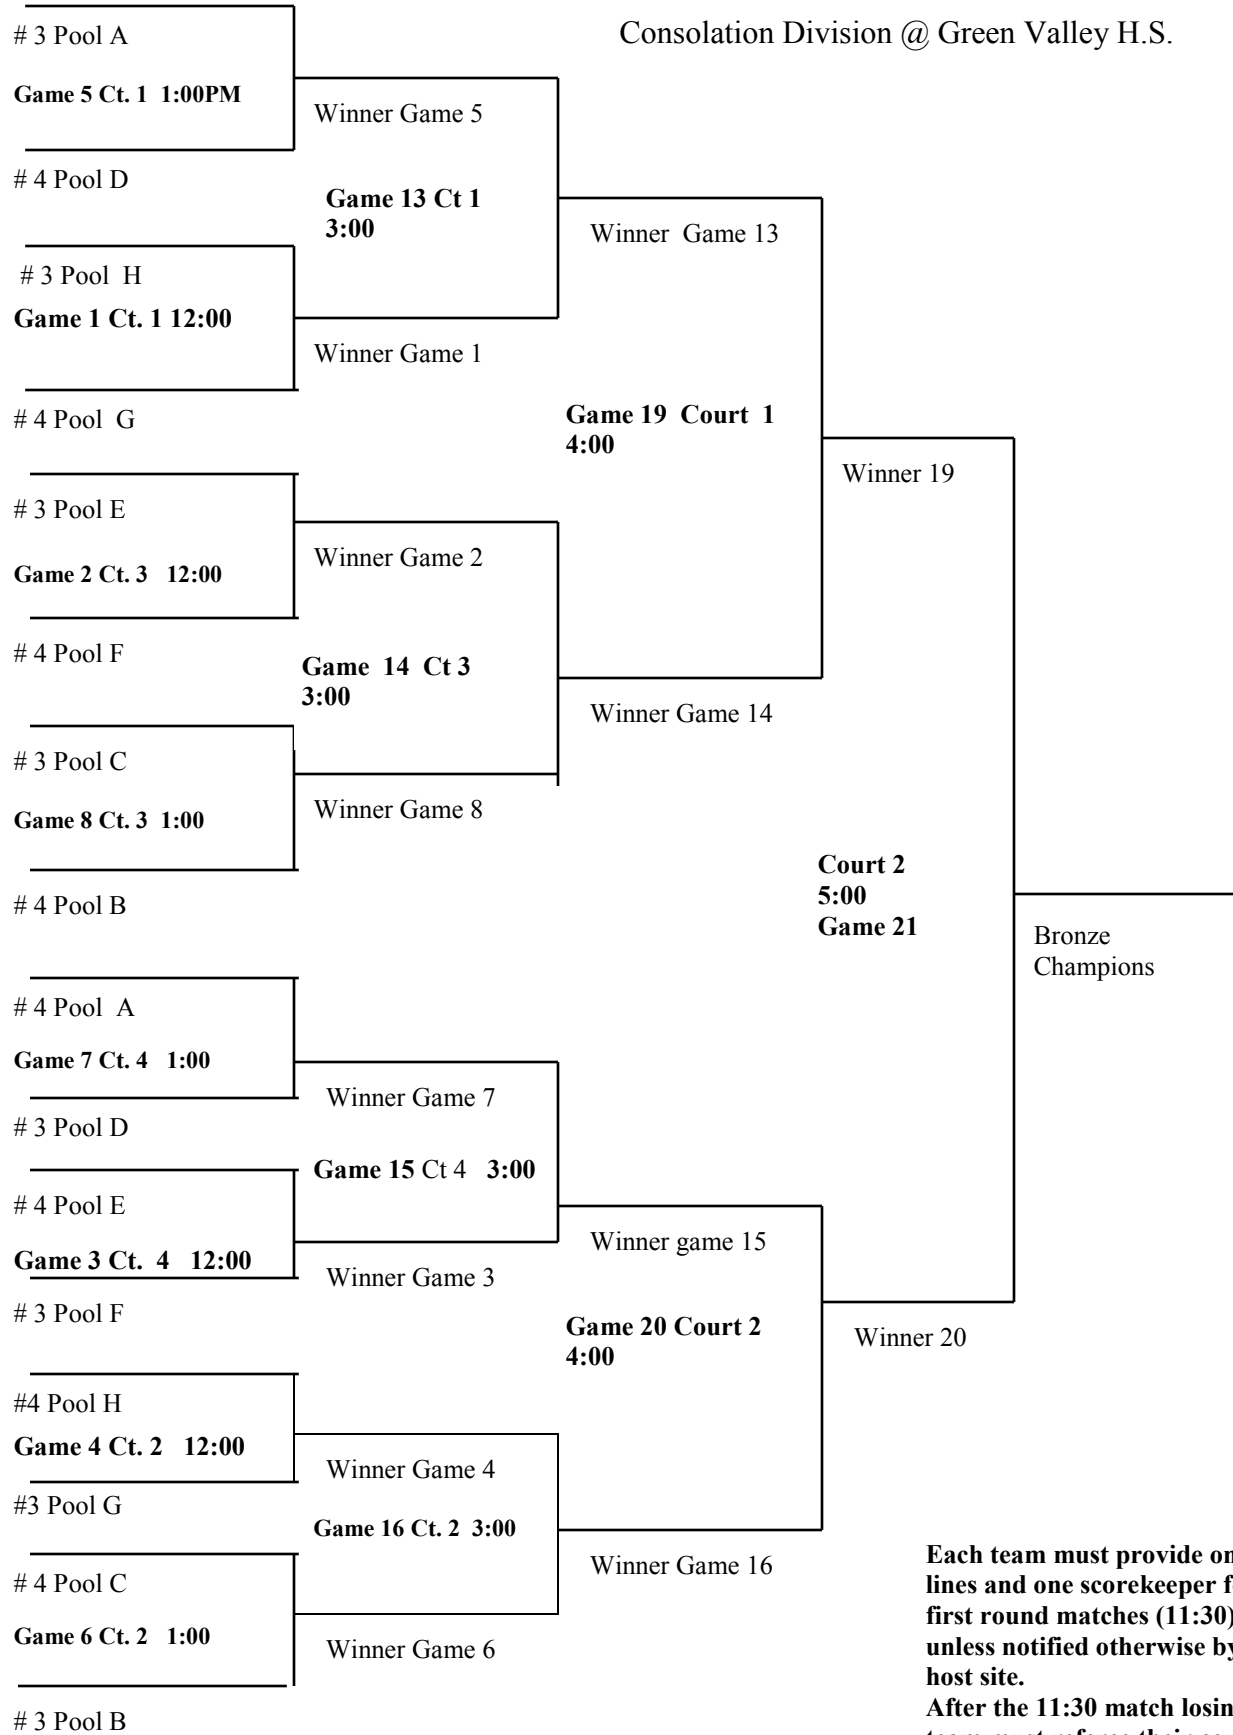 Consolation Division @ Green Valley H.S.
# 3 Pool A
Game 5 Ct. 1 1:00PM
# 4 Pool D
# 3 Pool H
Game 1 Ct. 1 12:00
# 4 Pool G
# 3 Pool E
Game 2 Ct. 3 12:00
# 4 Pool F
# 3 Pool C
Game 8 Ct. 3 1:00
# 4 Pool B
# 4 Pool A
Game 7 Ct. 4 1:00
# 3 Pool D
# 4 Pool E
Game 3 Ct. 4 12:00
# 3 Pool F
#4 Pool H
Game 4 Ct. 2 12:00
#3 Pool G
# 4 Pool C
Game 6 Ct. 2 1:00
# 3 Pool B
Winner Game 5
Game 13 Ct 1
3:00
Winner Game 1
Winner Game 2
Game 14 Ct 3
3:00
Winner Game 8
Winner Game 7
Game 15 Ct 4 3:00
Winner Game 3
Winner Game 4
Game 16 Ct. 2 3:00
Winner Game 6
Winner Game 13
Game 19 Court 1
4:00
Winner Game 14
Winner game 15
Game 20 Court 2
4:00
Winner Game 16
Winner 19
Court 2
5:00
Game 21
Winner 20
Bronze
Champions
Each team must provide
lines and one scorekeeper
first round matches (11:30)
unless notified otherwise
host site.
After the 11:30 match
team must referee their